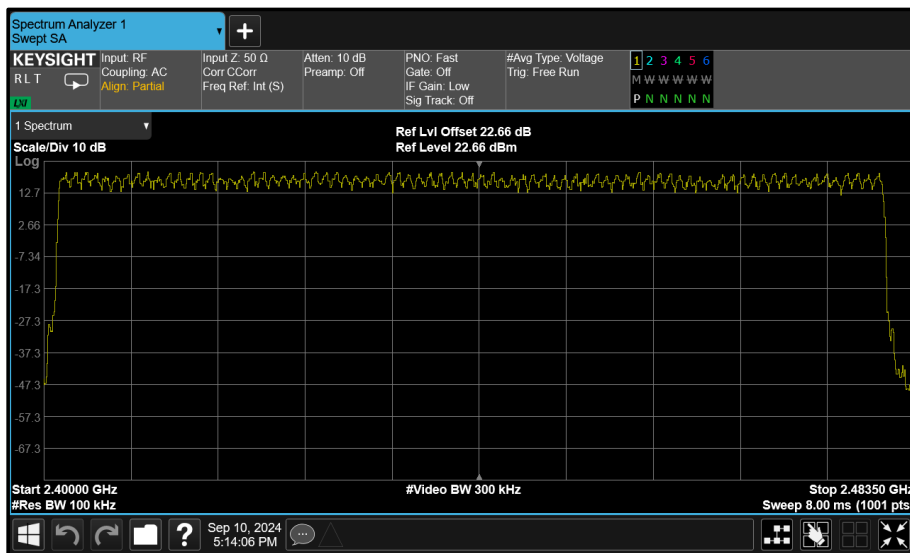 Spectrum Analyzer 1
Swept SA
KEYSIGHT
R L T
LXI
Input: RF
Coupling: AC
Align: Partial
Input Z: 50 Ω
Corr CCorr
Freq Ref: Int (S)
Atten: 10 dB
Preamp: Off
PNO: Fast
Gate: Off
IF Gain: Low
Sig Track: Off
#Avg Type: Voltage
Trig: Free Run
1 2 3 4 5 6
M W W W W W
P N N N N N
1 Spectrum
Scale/Div 10 dB
Ref Lvl Offset 22.66 dB
Ref Level 22.66 dBm
Log
12.7
2.66
-7.34
-17.3
-27.3
-37.3
-47.3
-57.3
-67.3
Start 2.40000 GHz
#Res BW 100 kHz
#Video BW 300 kHz
Stop 2.48350 GHz
Sweep 8.00 ms (1001 pts
?
Sep 10, 2024
5:14:06 PM